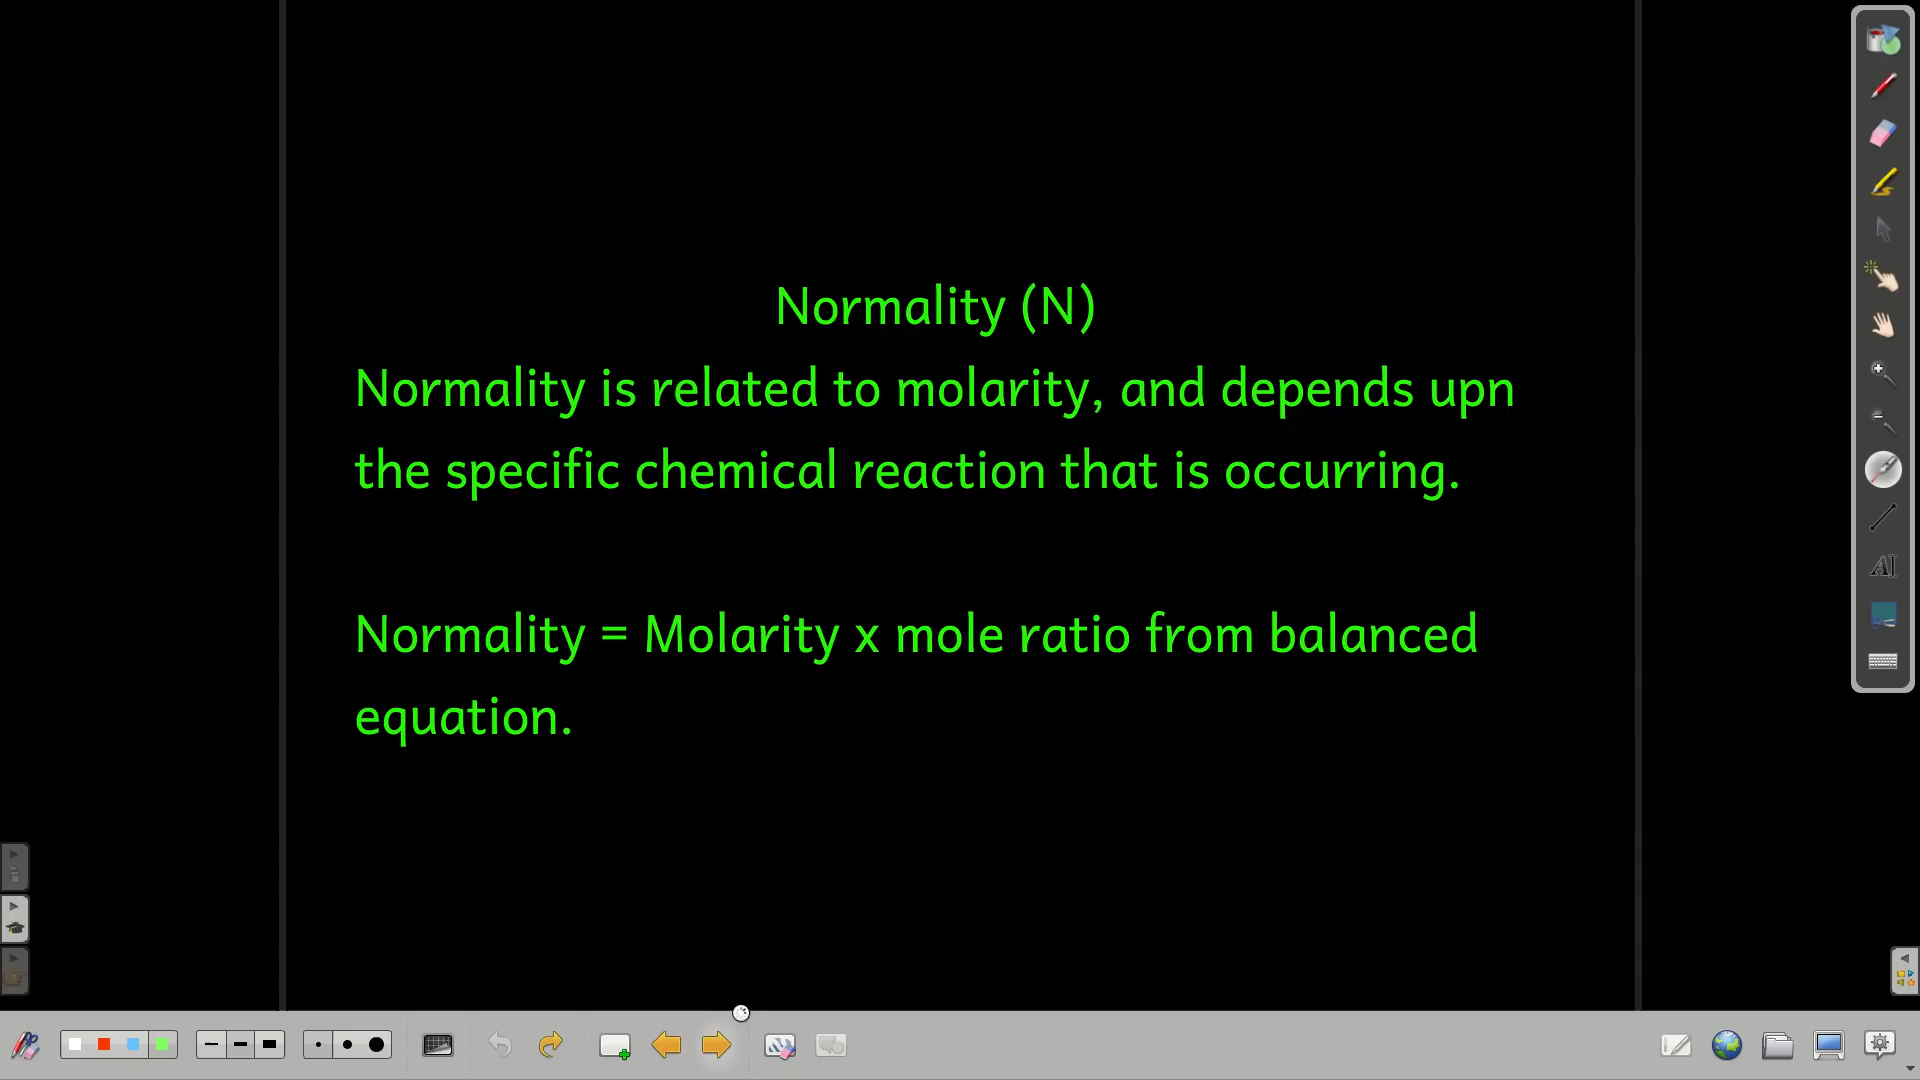 Normality (N)
Normality is related to molarity, and depends upn
the specific chemical reaction that is occurring.
Normality = Molarity x mole ratio from balanced
equation.